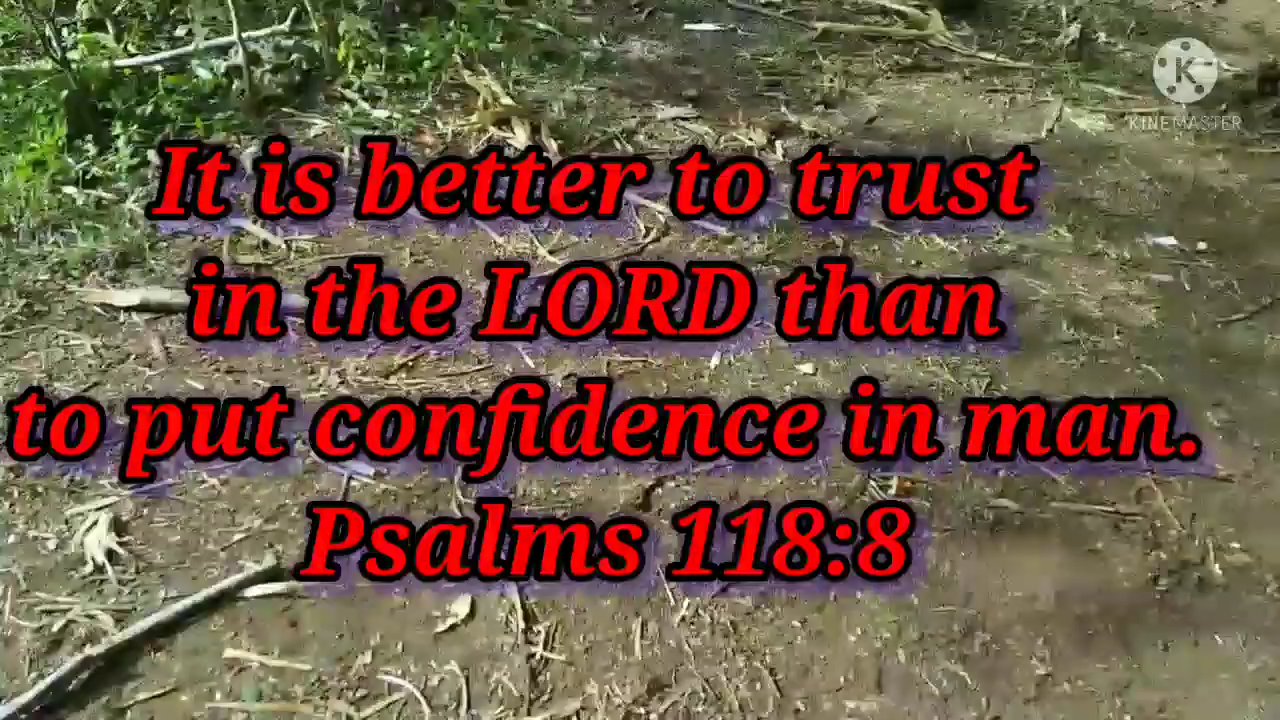 KINEMASTER
It is better to trust
in the LORD than
to put confidence in man.
Psalms 118:8